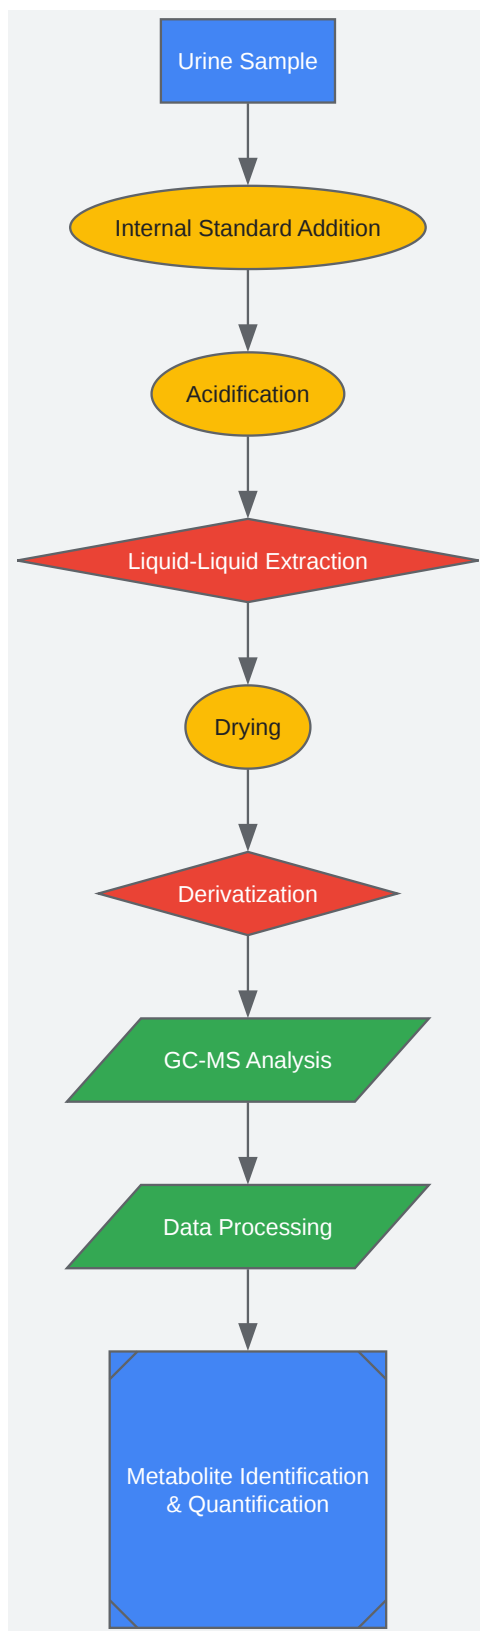 Urine Sample
Internal Standard Addition
Acidification
Liquid-Liquid Extraction
Drying
Derivatization
GC-MS Analysis
Data Processing
Metabolite Identification
& Quantification